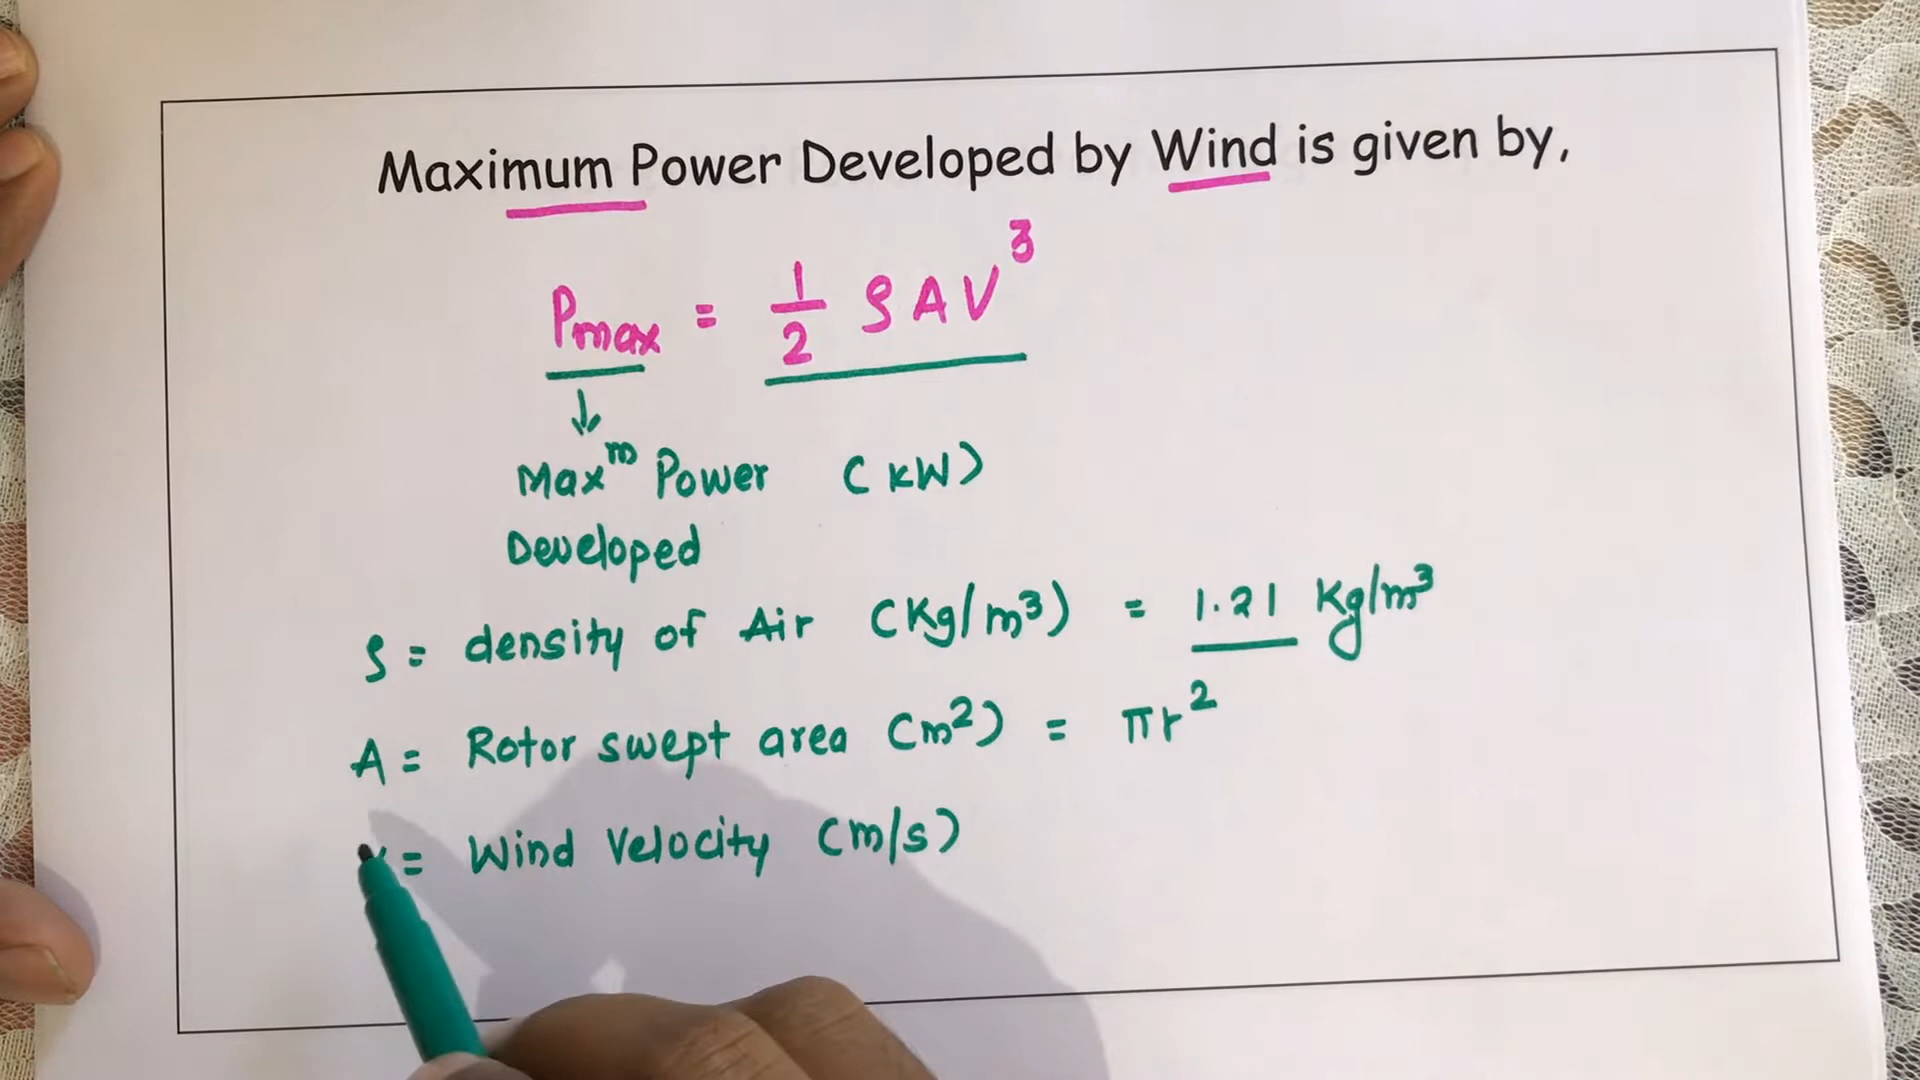 Maximum Power Developed by Wind is given by,
Pmax = 1/2 ρAV³
↓
Maxᵐ Power (KW)
Developed
ρ = density of Air (Kg/m³) = 1.21 Kg/m³
A = Rotor swept area (m²) = πr²
= Wind Velocity (m/s)